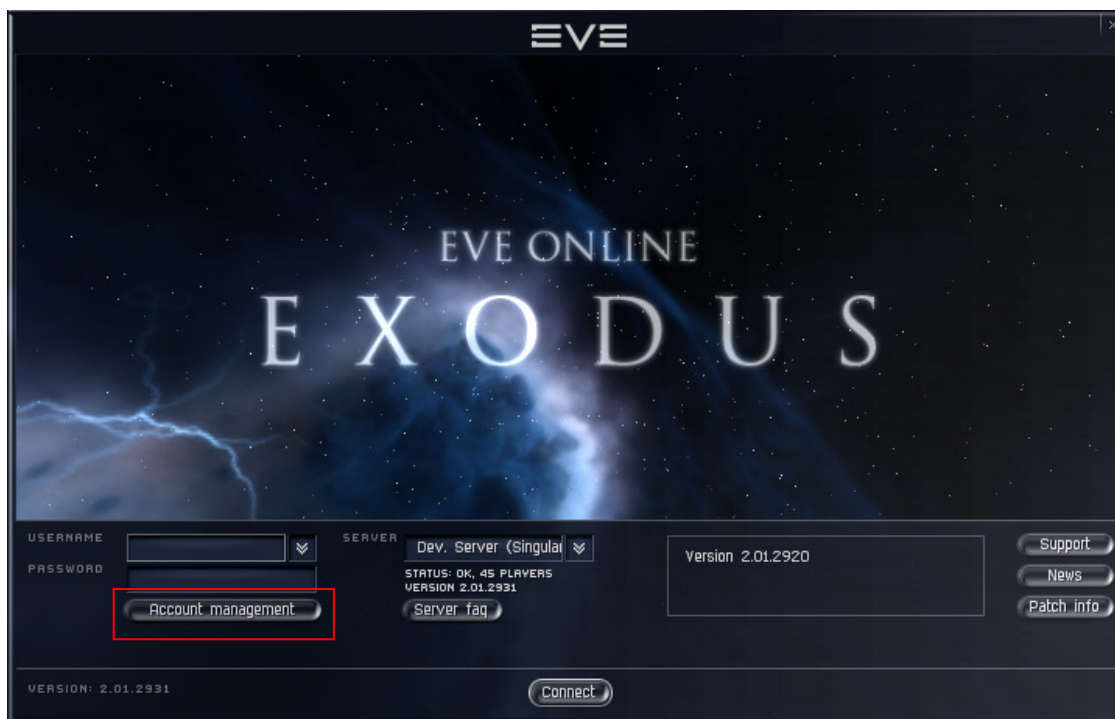 EVE
EVE ONLINE
EXODUS
USERNAME
PASSWORD
Account management
SERVER
Dev. Server (Singular
STATUS: OK, 45 PLAYERS
VERSION 2.01.2931
Server faq
Version 2.01.2920
Support
News
Patch info
VERSION: 2.01.2931
Connect